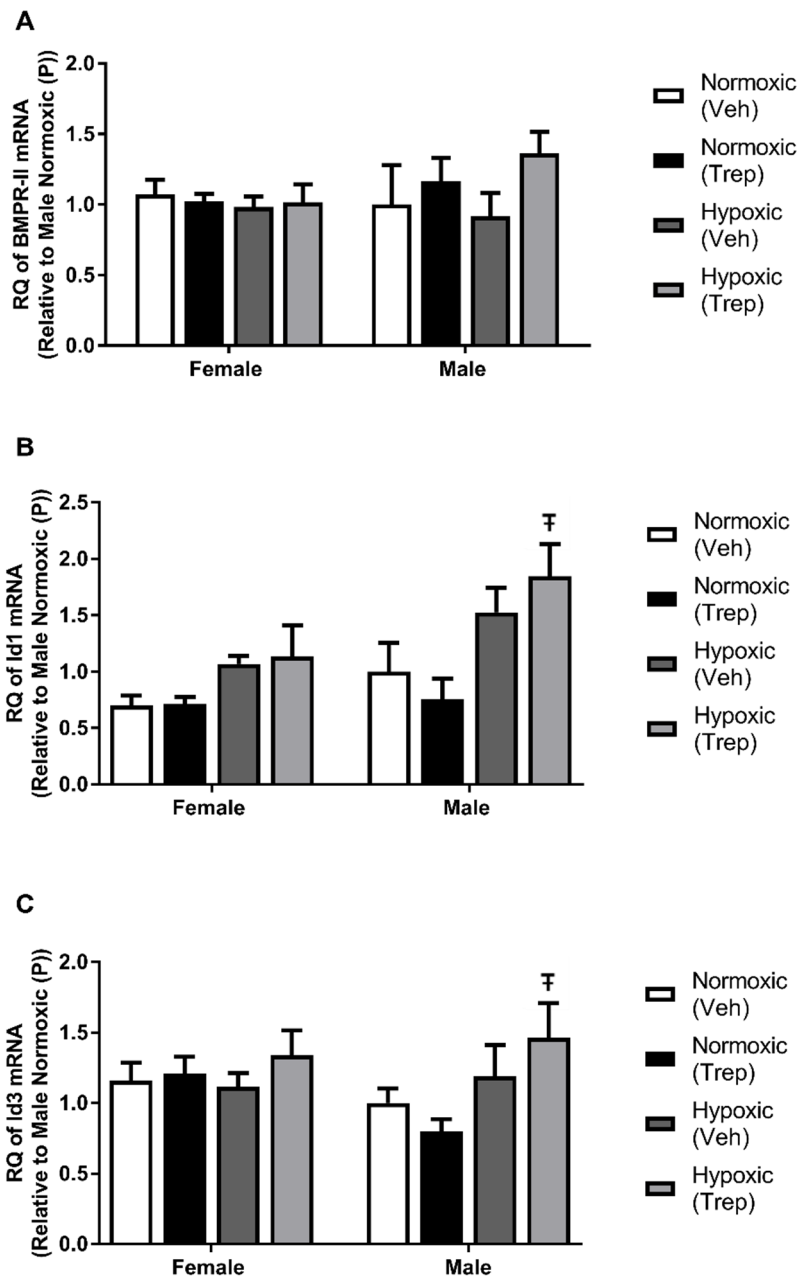 A
RQ of BMPR-II mRNA
(Relative to Male Normoxic (P))
2.0
1.5
1.0
0.5
0.0
Female
Male
Normoxic
(Veh)
Normoxic
(Trep)
Hypoxic
(Veh)
Hypoxic
(Trep)
B
RQ of Id1 mRNA
(Relative to Male Normoxic (P))
2.5
2.0
1.5
1.0
0.5
0.0
Ŧ
Female
Male
Normoxic
(Veh)
Normoxic
(Trep)
Hypoxic
(Veh)
Hypoxic
(Trep)
C
RQ of Id3 mRNA
(Relative to Male Normoxic (P))
2.0
1.5
1.0
0.5
0.0
Ŧ
Female
Male
Normoxic
(Veh)
Normoxic
(Trep)
Hypoxic
(Veh)
Hypoxic
(Trep)